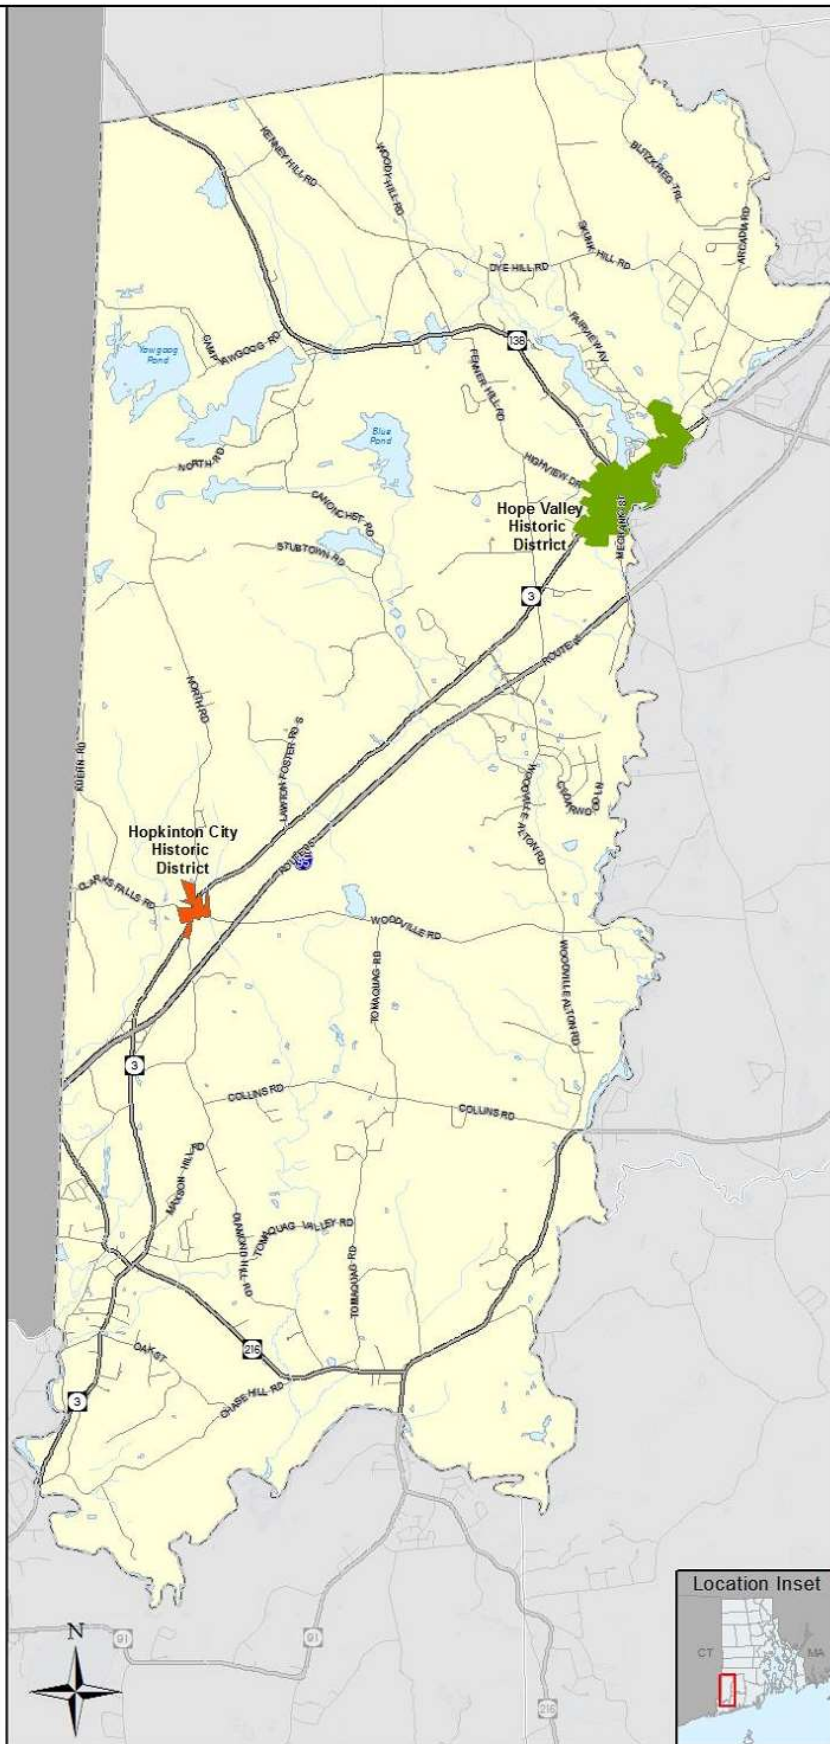 KENNEY HILL RD
WOODY HILL RD
BLITZKRIEG TRL
ARCADIA RD
SKUNK HILL RD
DYE HILL RD
FAIRVIEW AV
138
CAMP YAWGOOG RD
Yawgoog
Pond
FENNER HILL RD
Blue
Pond
NORTH RD
HIGHVIEW DR
CANONCHET RD
Hope Valley
Historic
District
MECHANIC ST
STUBTOWN RD
3
ROUTE
NORTH RD
LAWTON FOSTER RD S
KUEHN RD
WOODVILLE ALTON RD
CEDARWOOD LN
Hopkinton City
Historic
District
95
CLARKS FALLS RD
WOODVILLE RD
TOMAQUAG RD
WOODVILLE ALTON RD
3
COLLINS RD
COLLINS RD
MAXSON HILL RD
DIAMOND HILL RD
TOMAQUAG VALLEY RD
TOMAQUAG RD
OAK ST
216
CHASE HILL RD
3
Location Inset
CT
MA
N
91
91
216